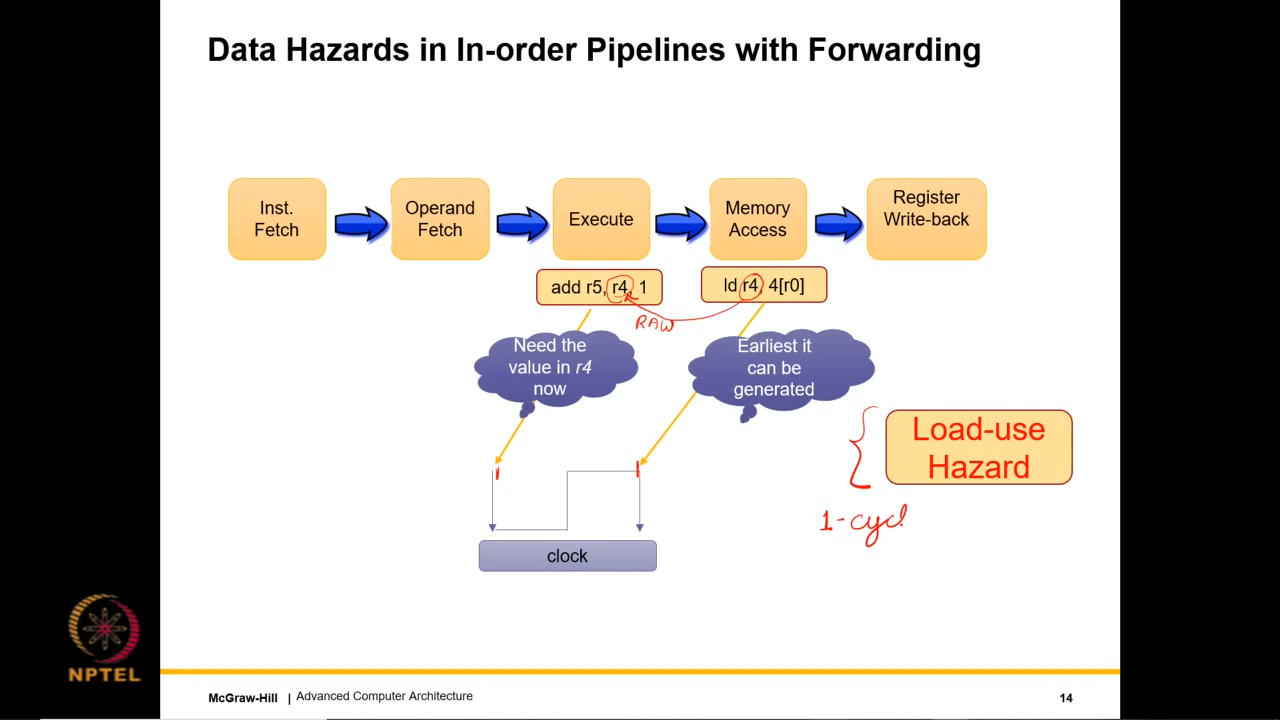 Data Hazards in In-order Pipelines with Forwarding
Inst.
Fetch
Operand
Fetch
Execute
Memory
Access
Register
Write-back
add r5, r4, 1
ld r4, 4[r0]
RAW
Need the
value in r4
now
Earliest it
can be
generated
Load-use
Hazard
1-cycl
clock
NPTEL
McGraw-Hill | Advanced Computer Architecture
14